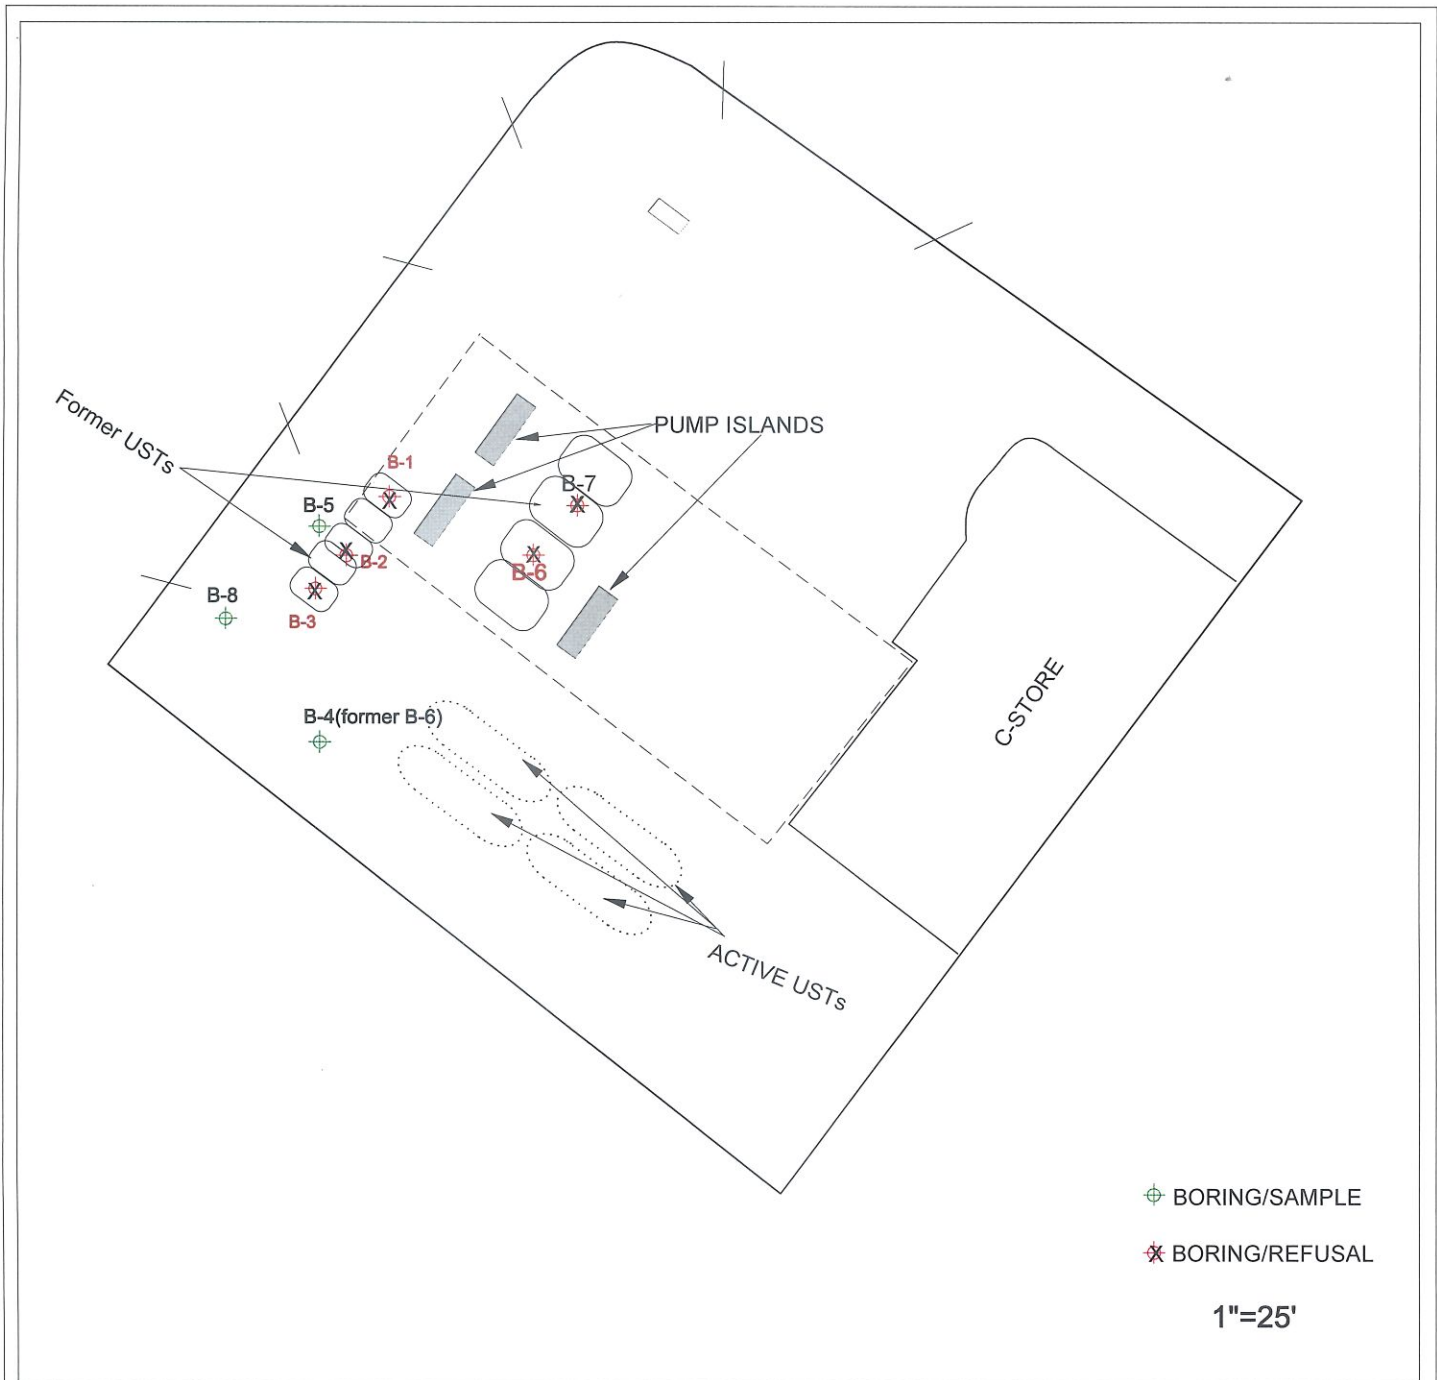 Former USTs
PUMP ISLANDS
B-1
B-7
B-5
B-2
B-6
B-8
B-3
C-STORE
B-4(former B-6)
ACTIVE USTs
BORING/SAMPLE
X BORING/REFUSAL
1"=25'